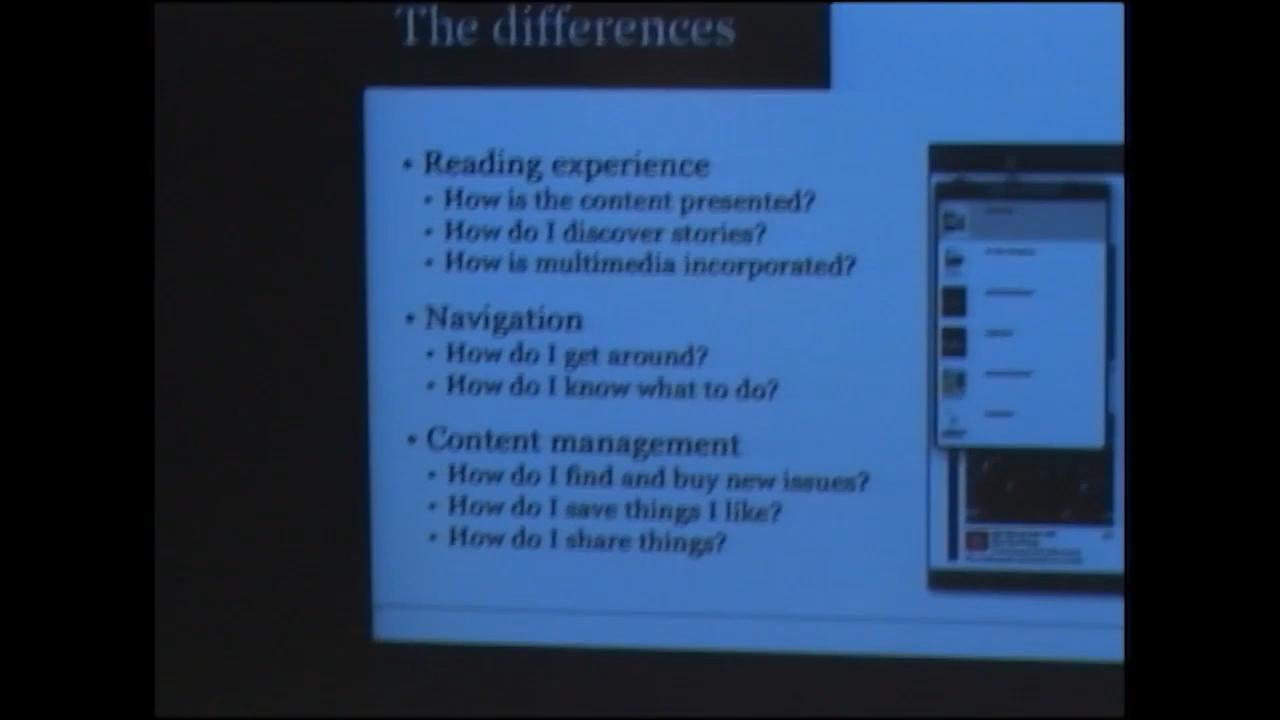 The differences
• Reading experience
• How is the content presented?
• How do I discover stories?
• How is multimedia incorporated?
• Navigation
• How do I get around?
• How do I know what to do?
• Content management
• How do I find and buy new issues?
• How do I save things I like?
• How do I share things?